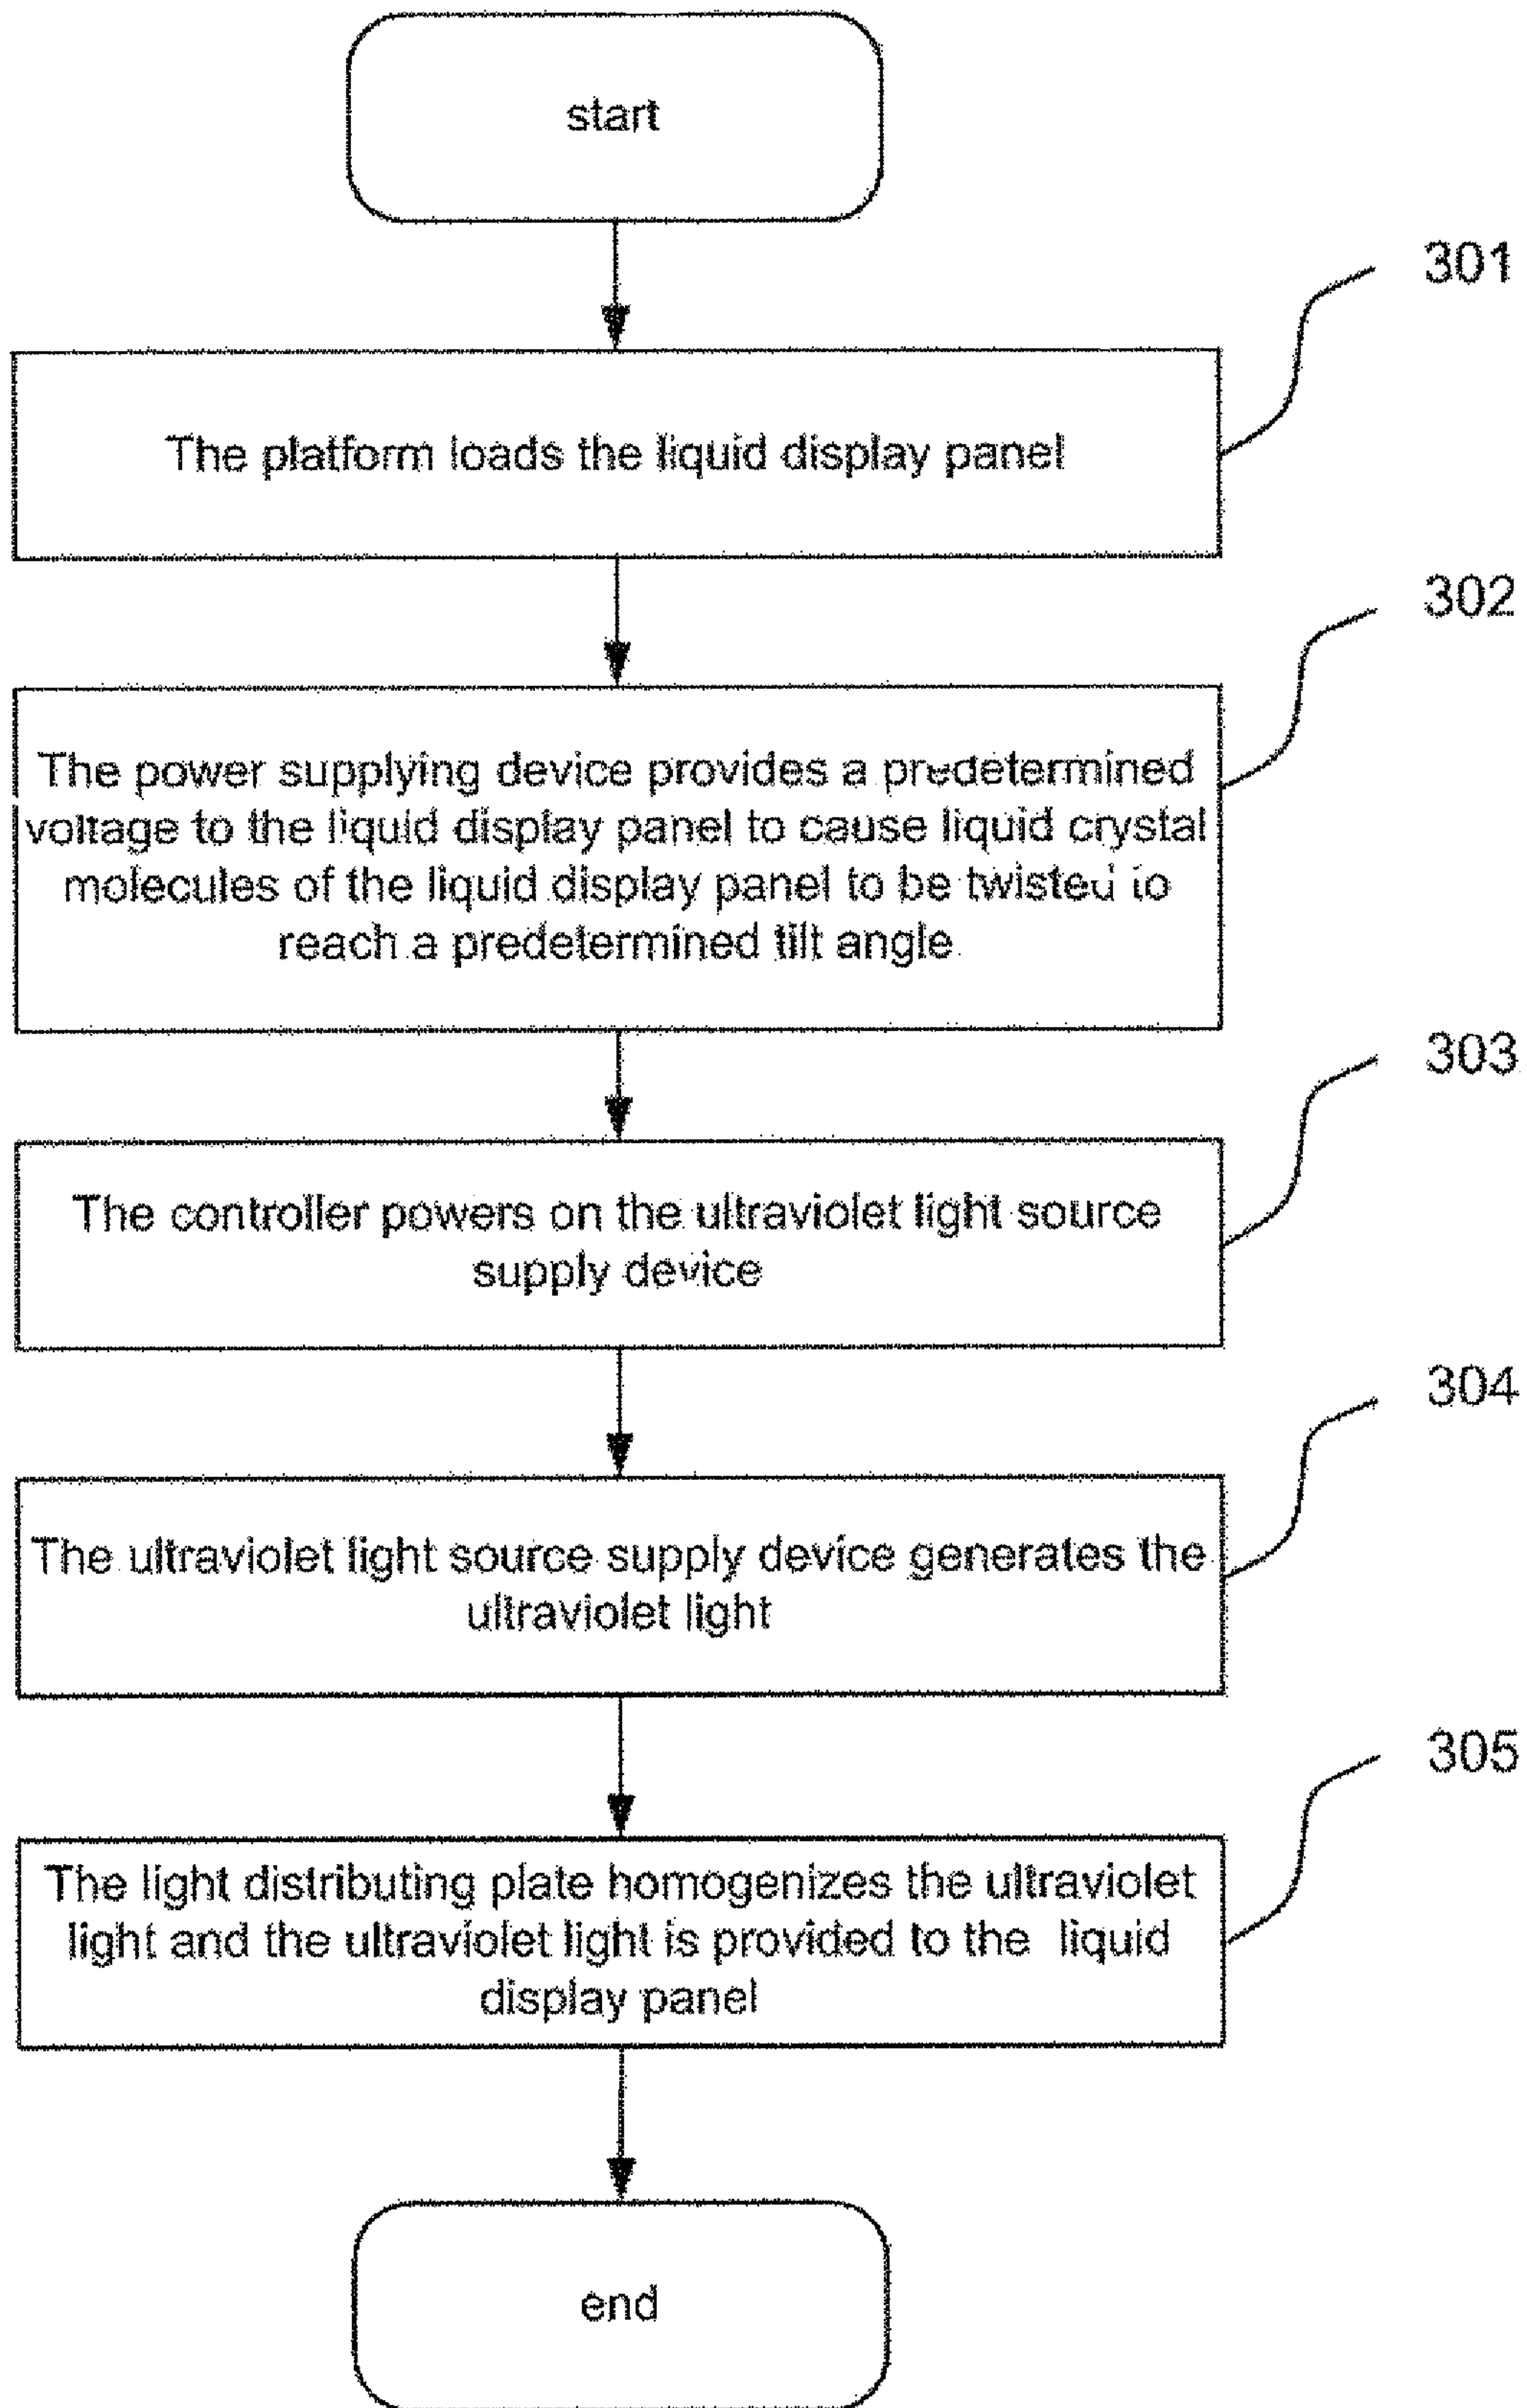 start
301
The platform loads the liquid display panel
302
The power supplying device provides a predetermined
voltage to the liquid display panel to cause liquid crystal
molecules of the liquid display panel to be twisted to
reach a predetermined tilt angle
303
The controller powers on the ultraviolet light source
supply device
304
The ultraviolet light source supply device generates the
ultraviolet light
305
The light distributing plate homogenizes the ultraviolet
light and the ultraviolet light is provided to the liquid
display panel
end